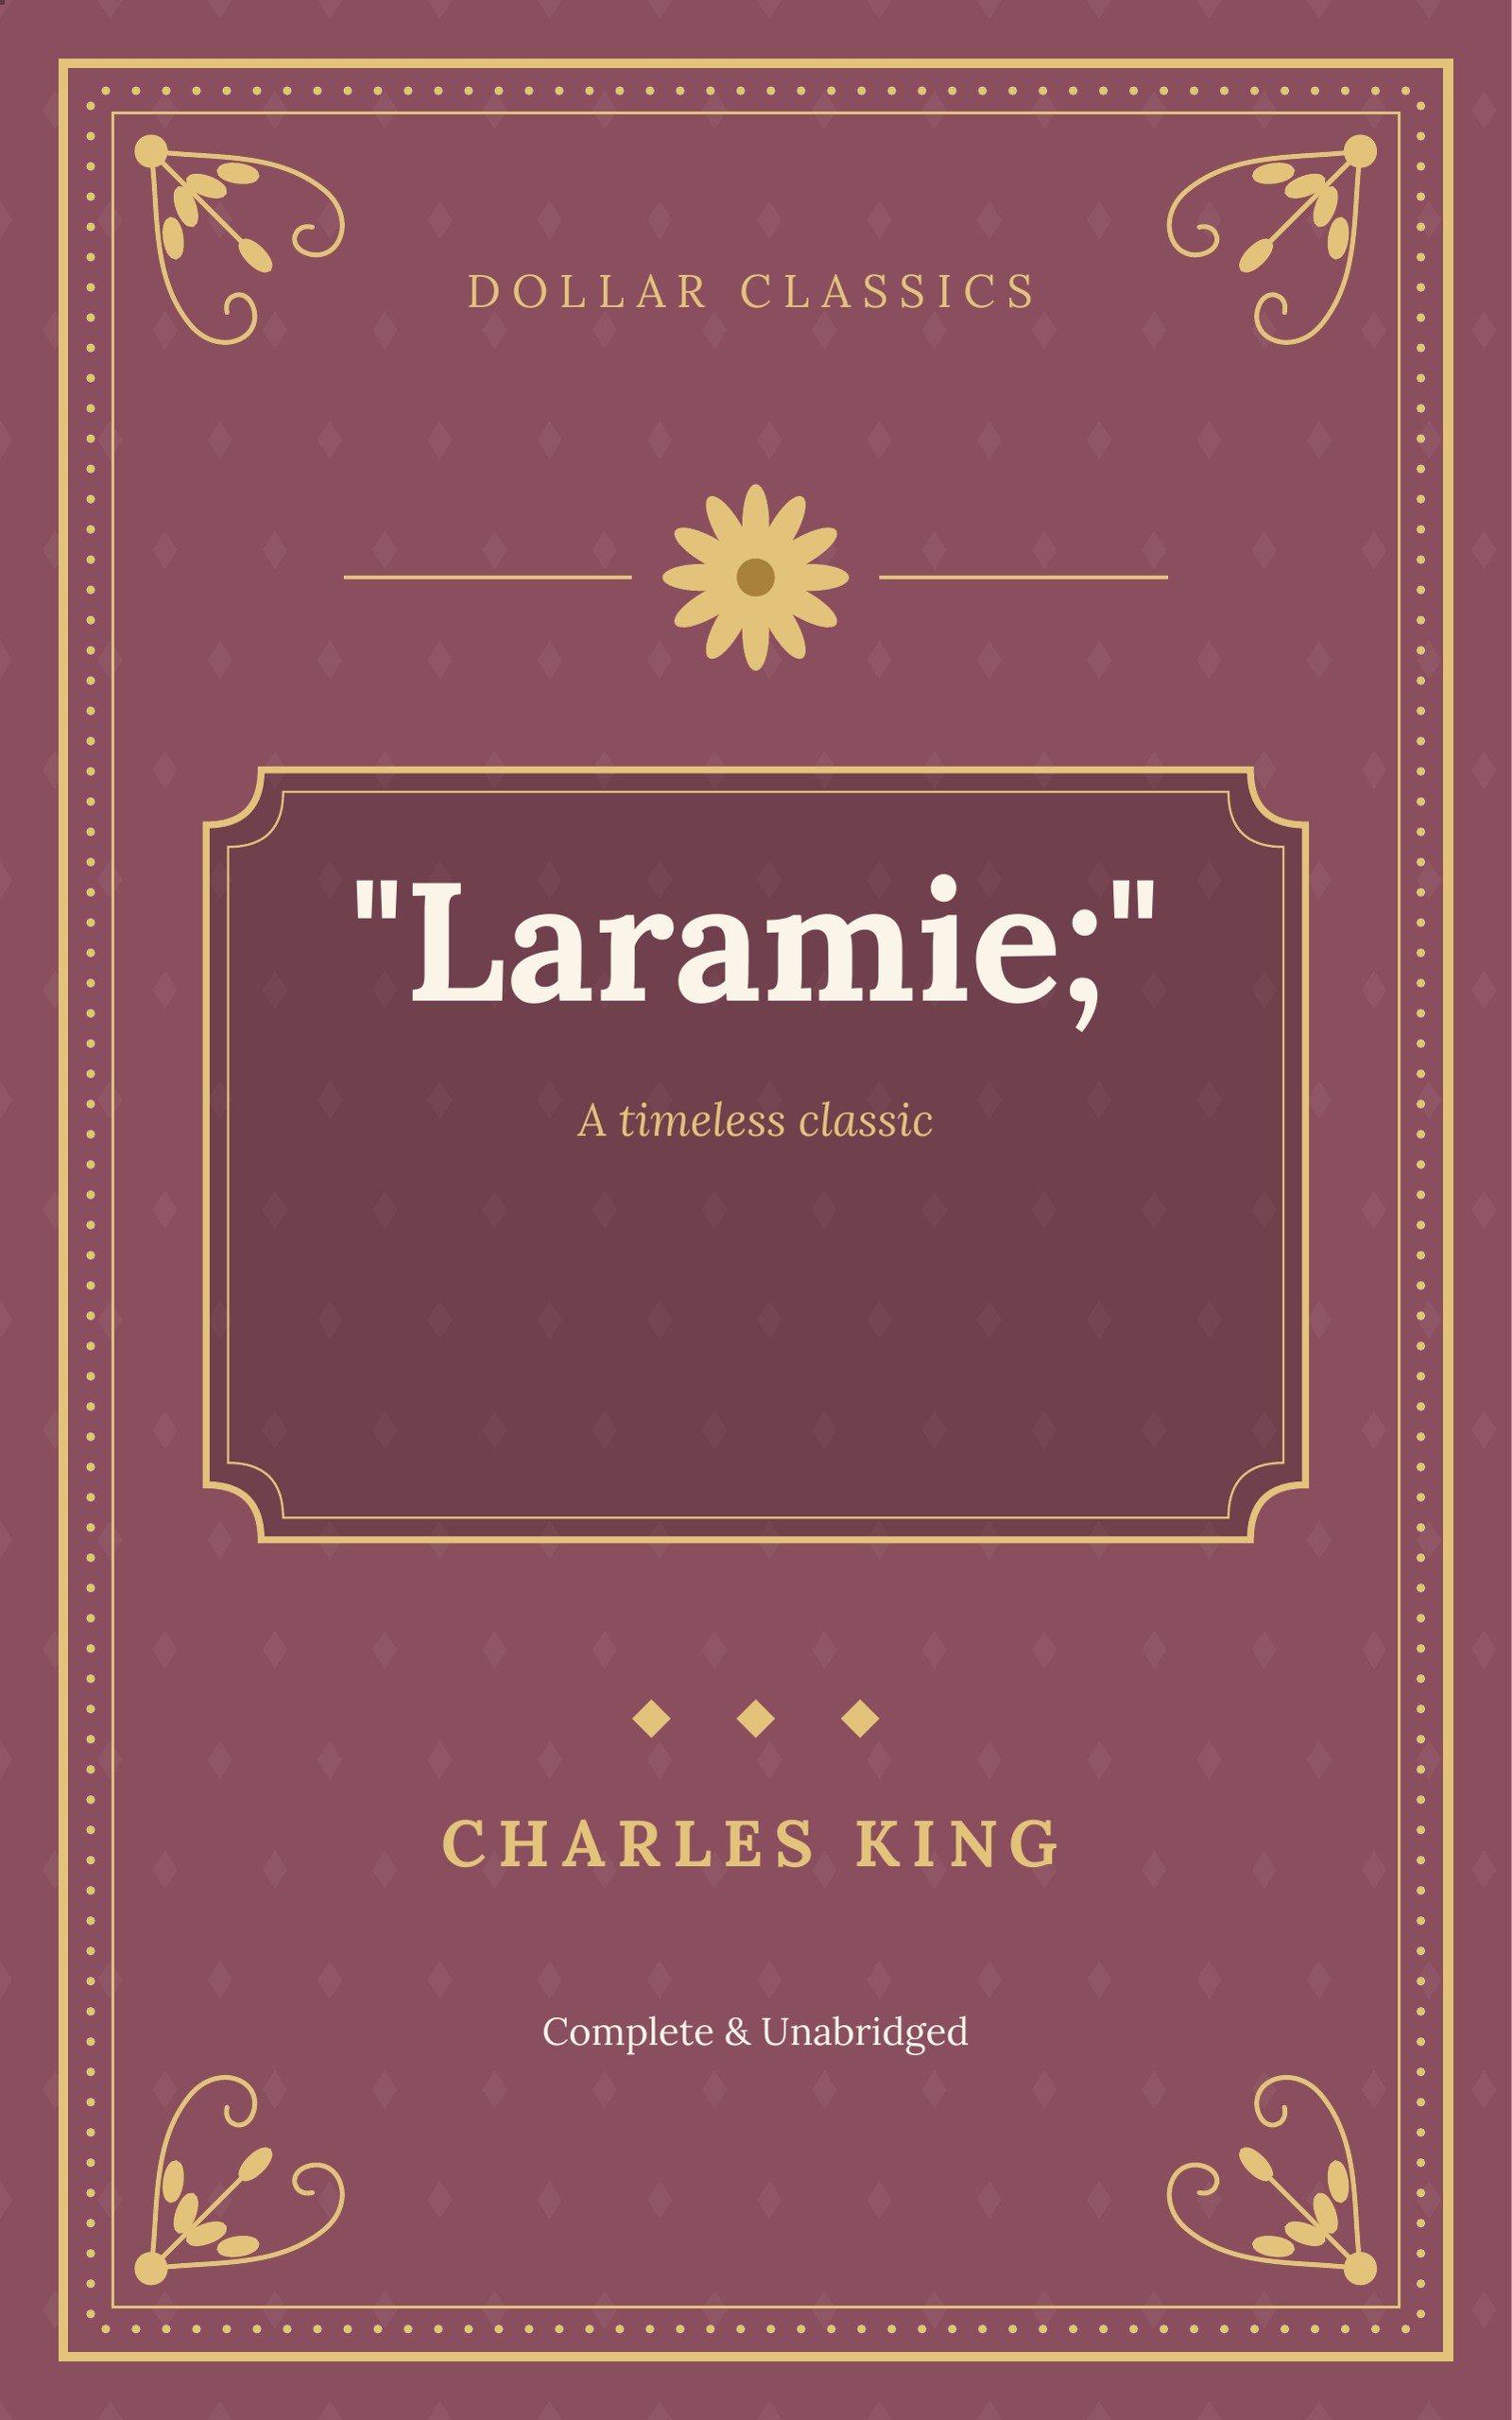 DOLLAR CLASSICS
"Laramie;"
A timeless classic
CHARLES KING
Complete & Unabridged